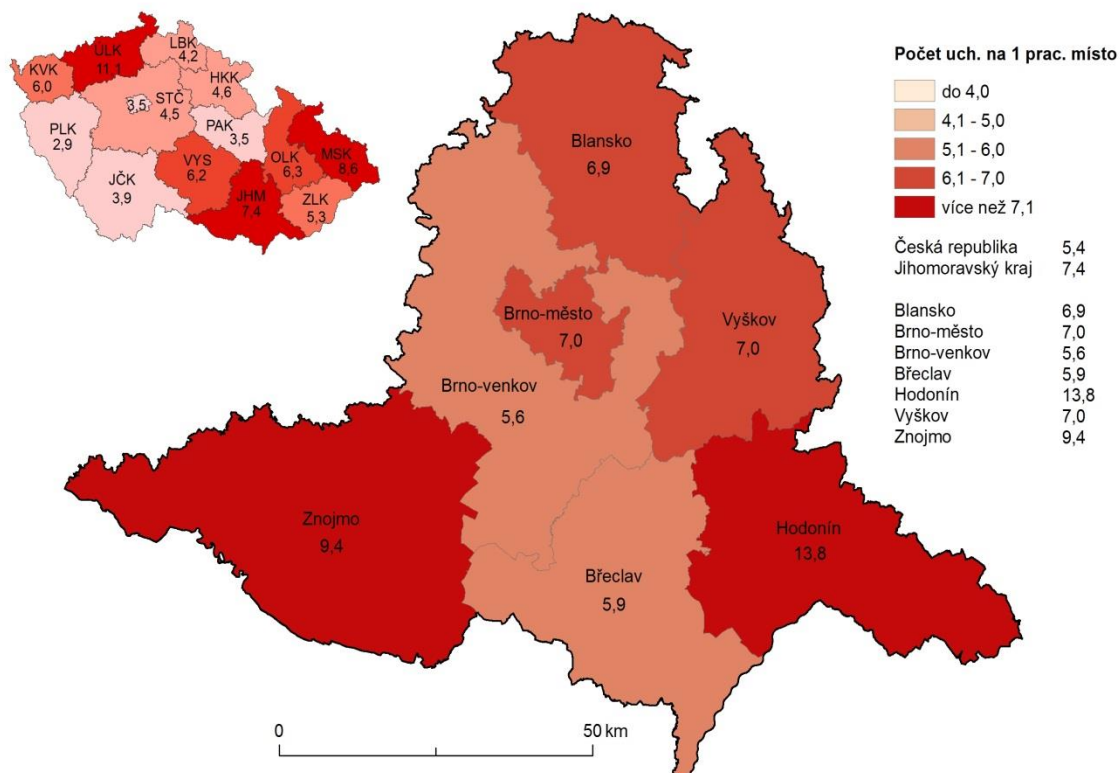 ÚLK
11,1
LBK
4,2
KVK
6,0
HKK
4,6
STČ
4,5
3,5
PAK
3,5
PLK
2,9
VYS
6,2
OLK
6,3
MSK
8,6
JČK
3,9
JHM
7,4
ZLK
5,3
Počet uch. na 1 prac. místo
do 4,0
4,1 - 5,0
5,1 - 6,0
6,1 - 7,0
více než 7,1
Česká republika 5,4
Jihomoravský kraj 7,4
Blansko 6,9
Brno-město 7,0
Brno-venkov 5,6
Břeclav 5,9
Hodonín 13,8
Vyškov 7,0
Znojmo 9,4
Blansko
6,9
Brno-město
7,0
Vyškov
7,0
Brno-venkov
5,6
Znojmo
9,4
Hodonín
13,8
Břeclav
5,9
0 50 km